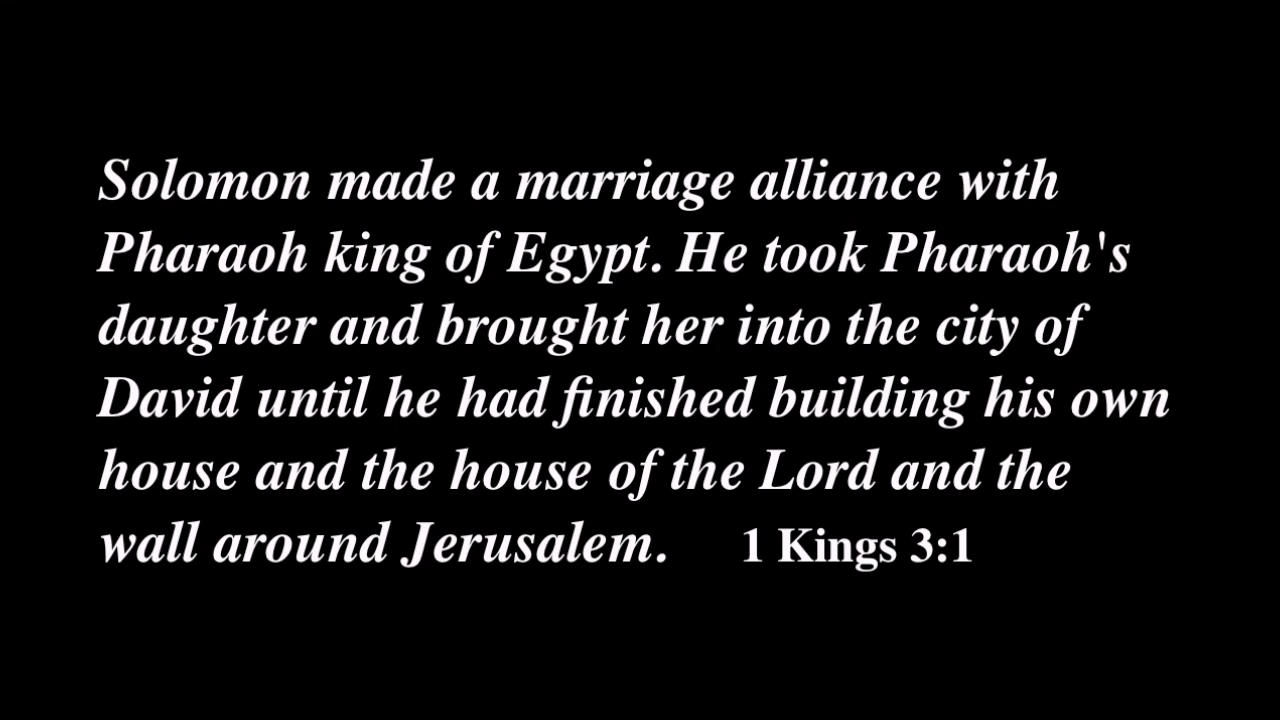 Solomon made a marriage alliance with
Pharaoh king of Egypt. He took Pharaoh's
daughter and brought her into the city of
David until he had finished building his own
house and the house of the Lord and the
wall around Jerusalem. 1 Kings 3:1